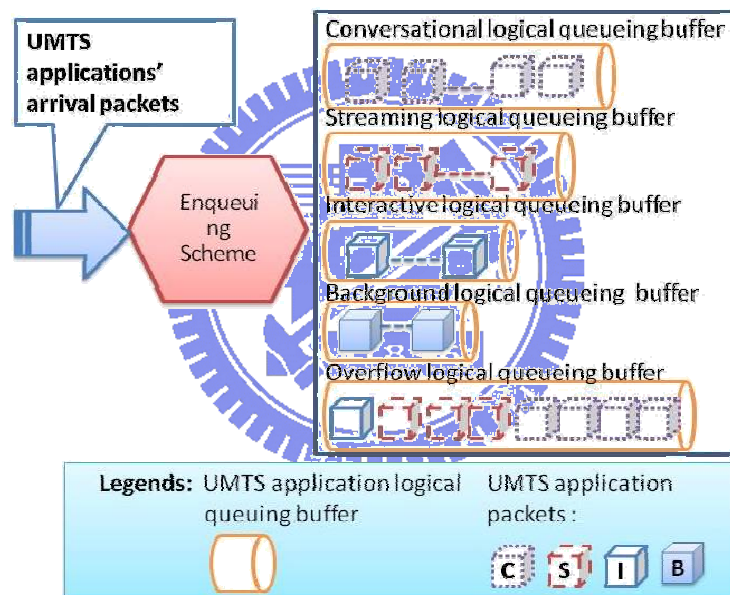 UMTS
applications'
arrival packets
Enqueui
ng
Scheme
Conversational logical queueing buffer
Streaming logical queueing buffer
Interactive logical queueing buffer
Background logical queueing buffer
Overflow logical queueing buffer
Legends: UMTS application logical
queuing buffer
UMTS application
packets :
C S I B